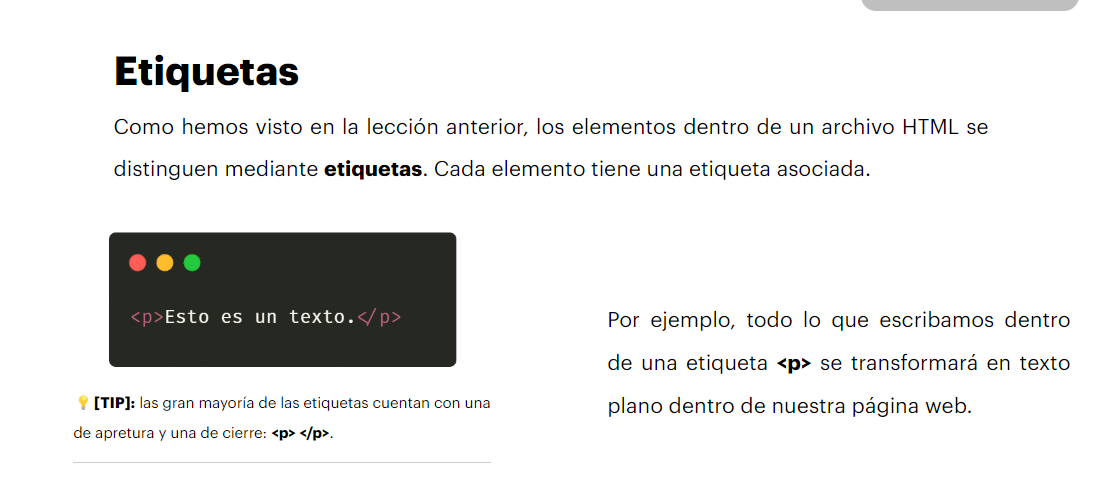 Etiquetas
Como hemos visto en la lección anterior, los elementos dentro de un archivo HTML se
distinguen mediante etiquetas. Cada elemento tiene una etiqueta asociada.
<p>Esto es un texto.</p>
💡 [TIP]: las gran mayoría de las etiquetas cuentan con una
de apretura y una de cierre: <p> </p>.
Por ejemplo, todo lo que escribamos dentro
de una etiqueta <p> se transformará en texto
plano dentro de nuestra página web.